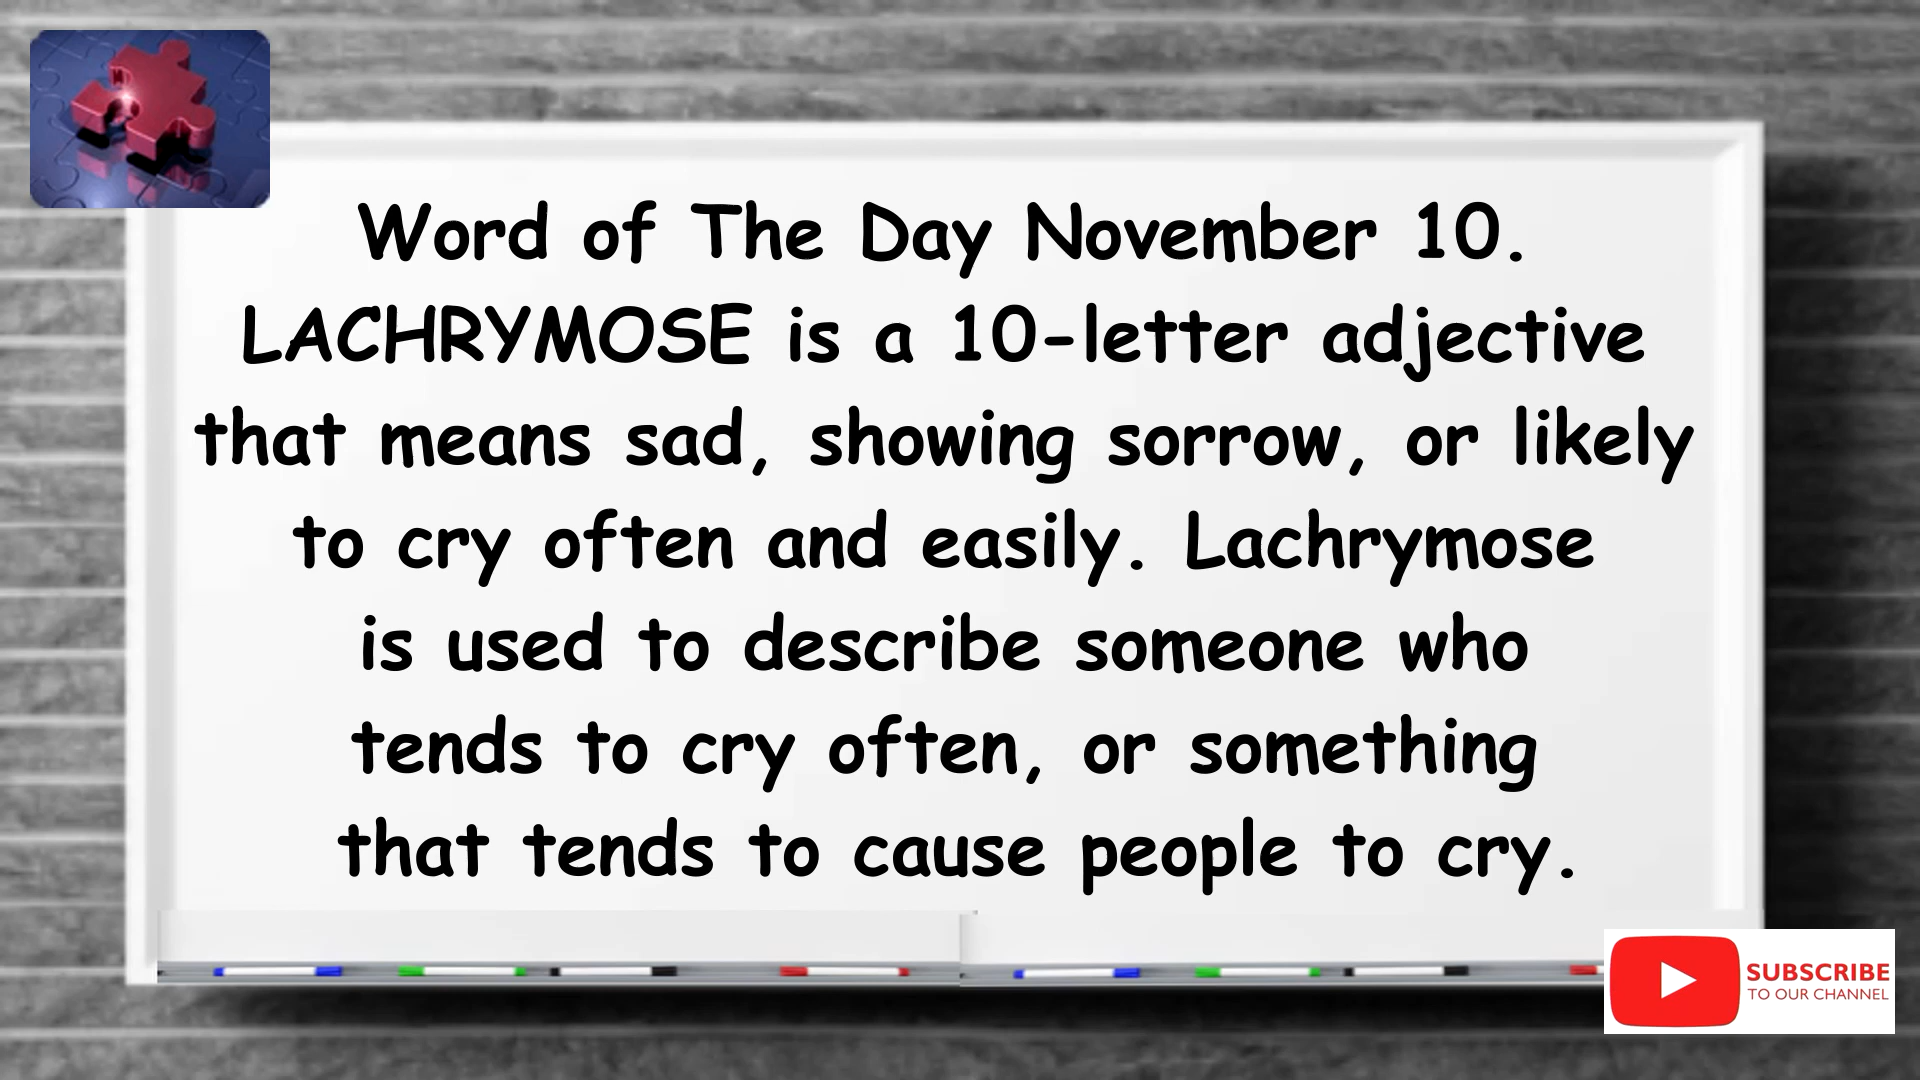 Word of The Day November 10.
LACHRYMOSE is a 10-letter adjective
that means sad, showing sorrow, or likely
to cry often and easily. Lachrymose
is used to describe someone who
tends to cry often, or something
that tends to cause people to cry.
SUBSCRIBE
TO OUR CHANNEL